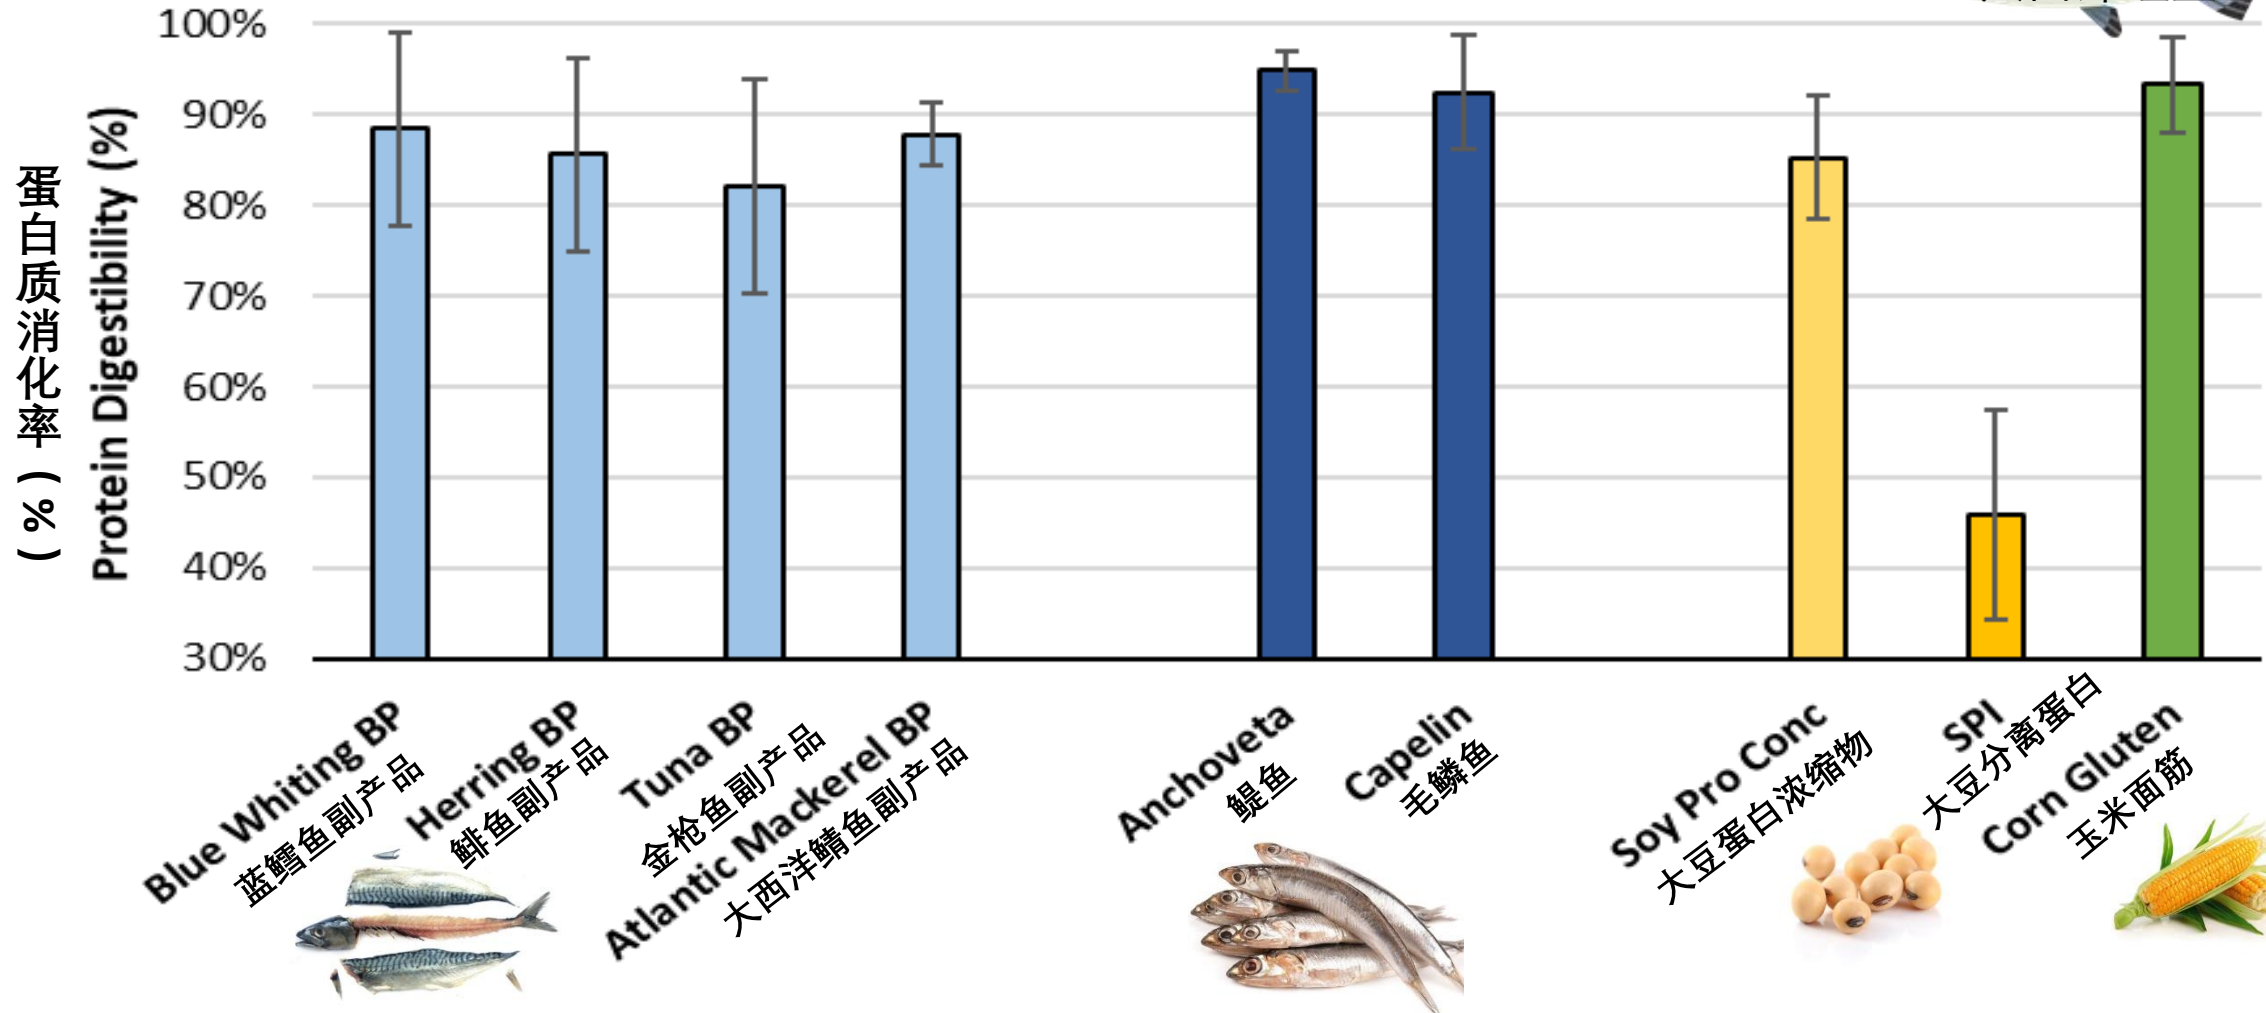 100%
90%
80%
70%
60%
50%
40%
30%
蛋白质消化率(%)
Protein Digestibility (%)
Blue Whiting BP
蓝鳕鱼副产品
Herring BP
鲱鱼副产品
Tuna BP
金枪鱼副产品
Atlantic Mackerel BP
大西洋鲭鱼副产品
Anchoveta
鳀鱼
Capelin
毛鳞鱼
Soy Pro Conc
大豆蛋白浓缩物
SPI
大豆分离蛋白
Corn Gluten
玉米面筋